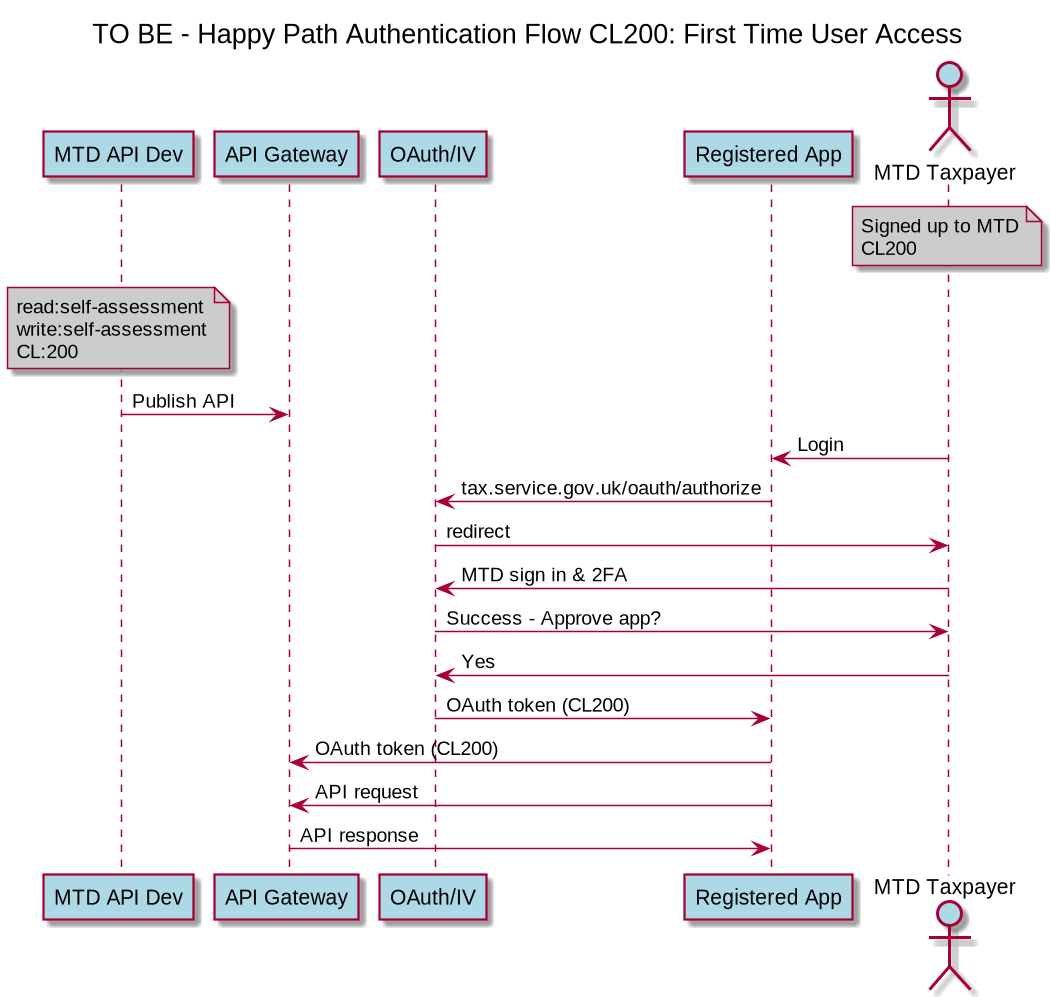 TO BE - Happy Path Authentication Flow CL200: First Time User Access
MTD API Dev
API Gateway
OAuth/IV
Registered App
MTD Taxpayer
Signed up to MTD
CL200
read:self-assessment
write:self-assessment
CL:200
Publish API
Login
tax.service.gov.uk/oauth/authorize
redirect
MTD sign in & 2FA
Success - Approve app?
Yes
OAuth token (CL200)
OAuth token (CL200)
API request
API response
MTD API Dev
API Gateway
OAuth/IV
Registered App
MTD Taxpayer